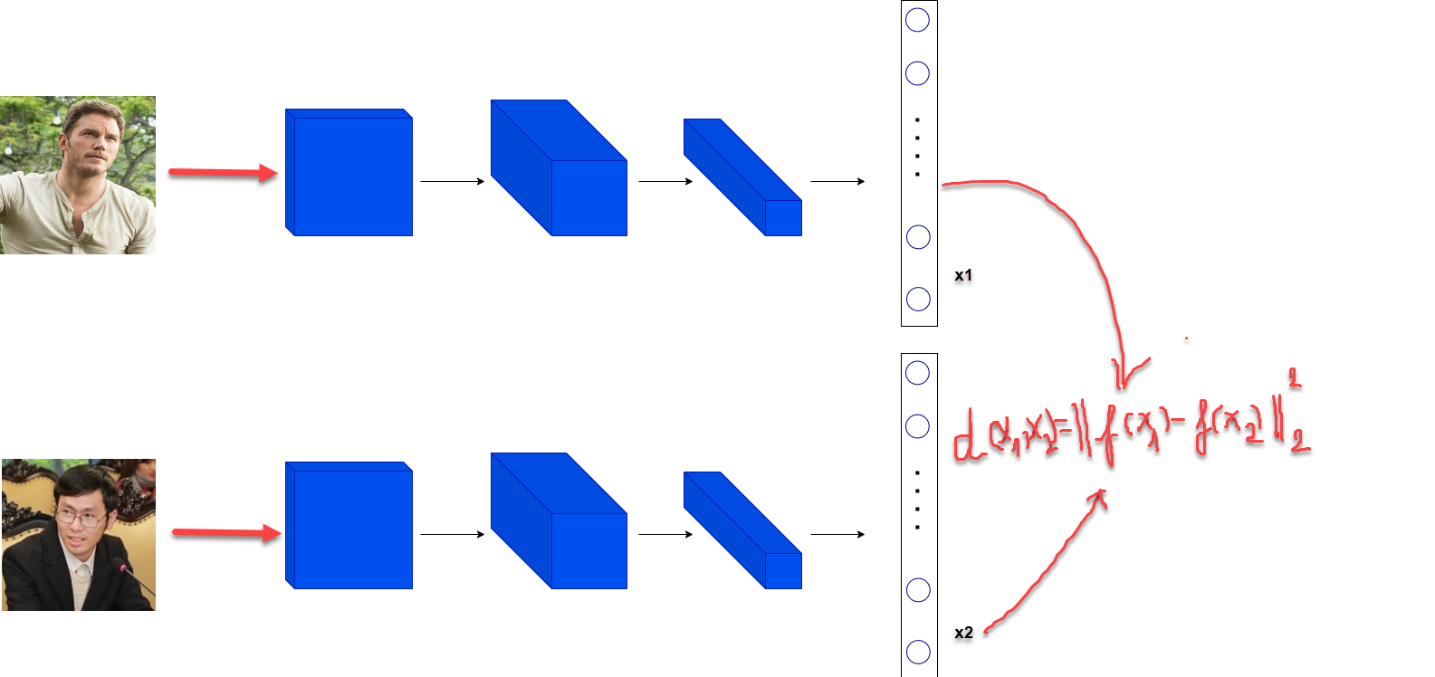 x1
d(x₁,x₂)=||f(x₁)-f(x₂)||₂²
x2